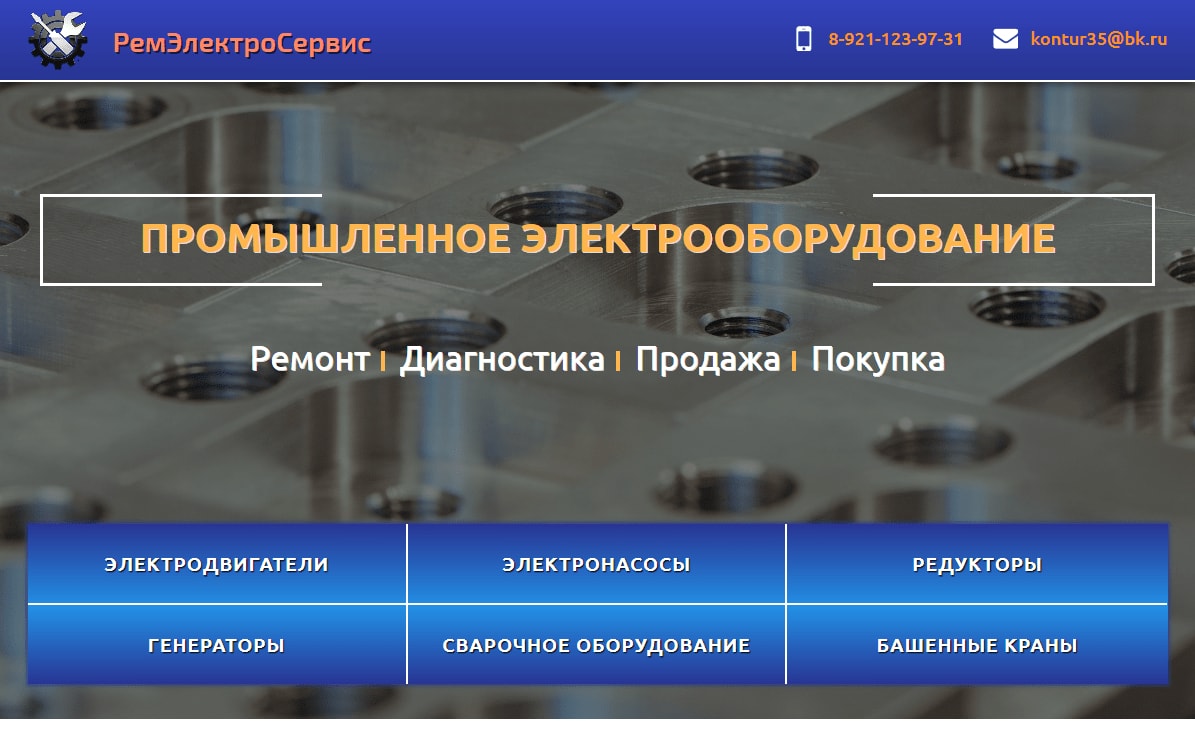 РемЭлектроСервис
8-921-123-97-31 kontur35@bk.ru
ПРОМЫШЛЕННОЕ ЭЛЕКТРООБОРУДОВАНИЕ
Ремонт Диагностика Продажа Покупка
ЭЛЕКТРОДВИГАТЕЛИ ЭЛЕКТРОНАСОСЫ РЕДУКТОРЫ
ГЕНЕРАТОРЫ СВАРОЧНОЕ ОБОРУДОВАНИЕ БАШЕННЫЕ КРАНЫ